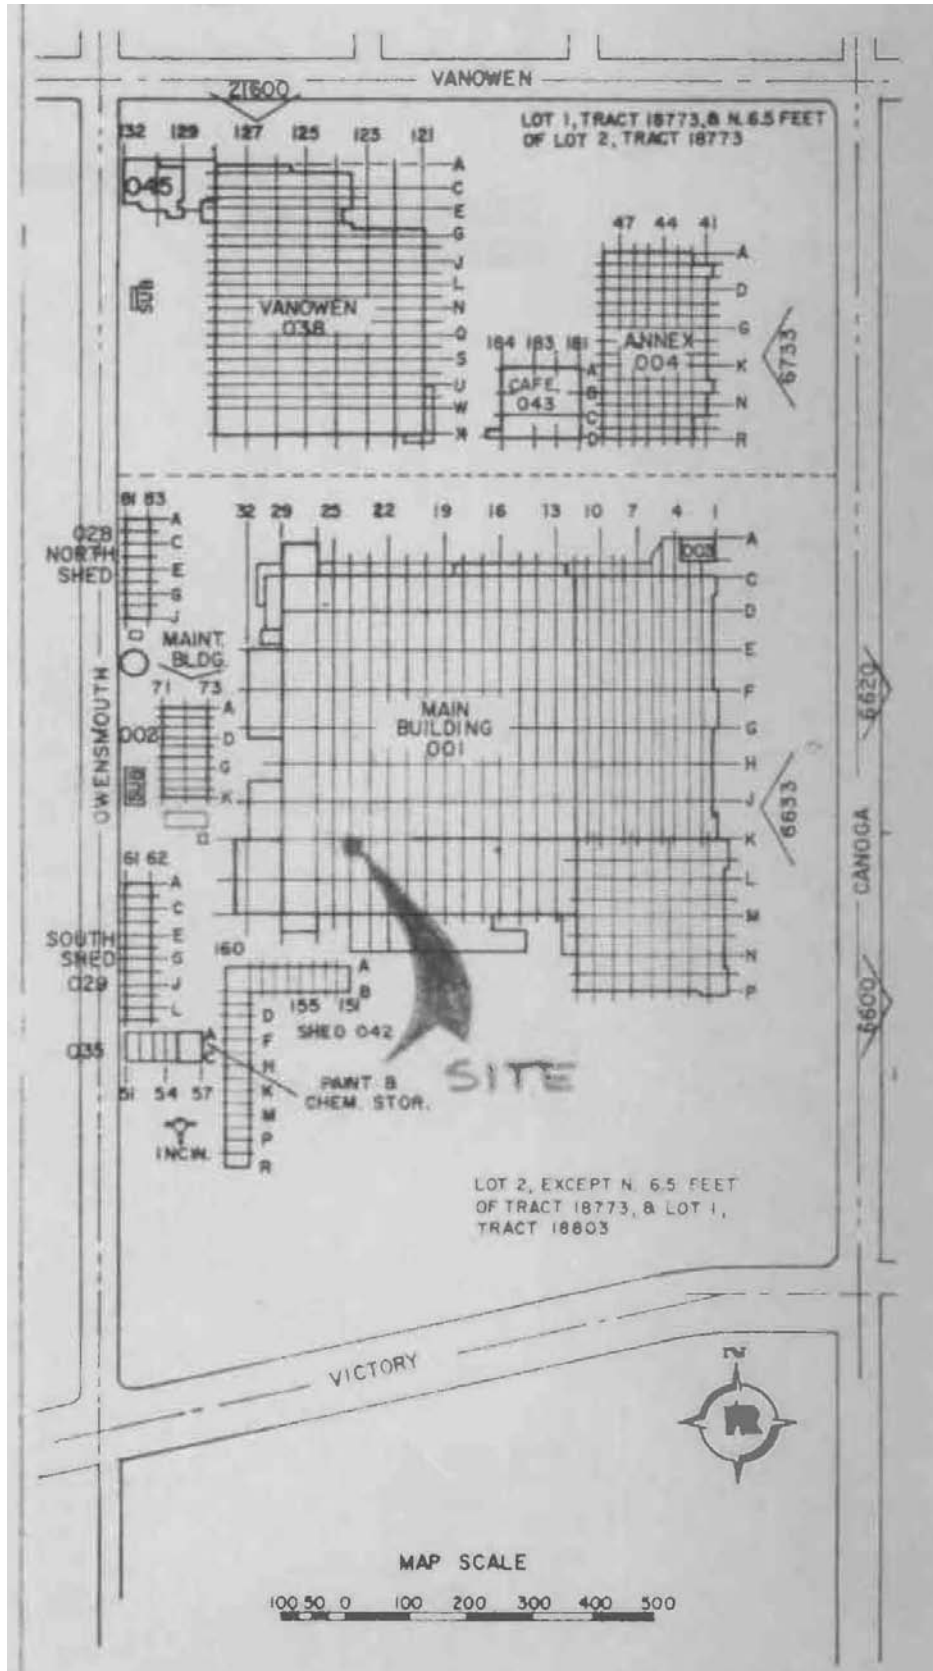 VANOWEN
21600
LOT 1, TRACT 18773, & N. 6.5 FEET
OF LOT 2, TRACT 18773
132 129 127 125 123 121
045
A
C
E
G
J
L
N
Q
S
U
W
X
SUB
VANOWEN
038
47 44 41
A
D
G
K
N
R
ANNEX
004
6733
184 183 181
A
B
C
D
CAFE.
043
81 83
A
C
E
G
J
028
NORTH
SHED
32 29 25 22 19 16 13 10 7 4 1
003
A
C
D
E
F
G
H
J
K
L
M
N
P
MAIN
BUILDING
001
MAINT.
BLDG.
71 73
A
D
G
K
002
SUB
OWENSMOUTH
6620
6633
CANOGA
6600
61 62
A
C
E
G
J
L
SOUTH
SHED
029
160
A
B
155 151
D
F
H
K
M
P
R
SHED 042
035
A
C
51 54 57
PAINT &
CHEM. STOR.
INCIN.
SITE
LOT 2, EXCEPT N. 6.5 FEET
OF TRACT 18773, & LOT 1,
TRACT 18803
VICTORY
N
MAP SCALE
100 50 0 100 200 300 400 500